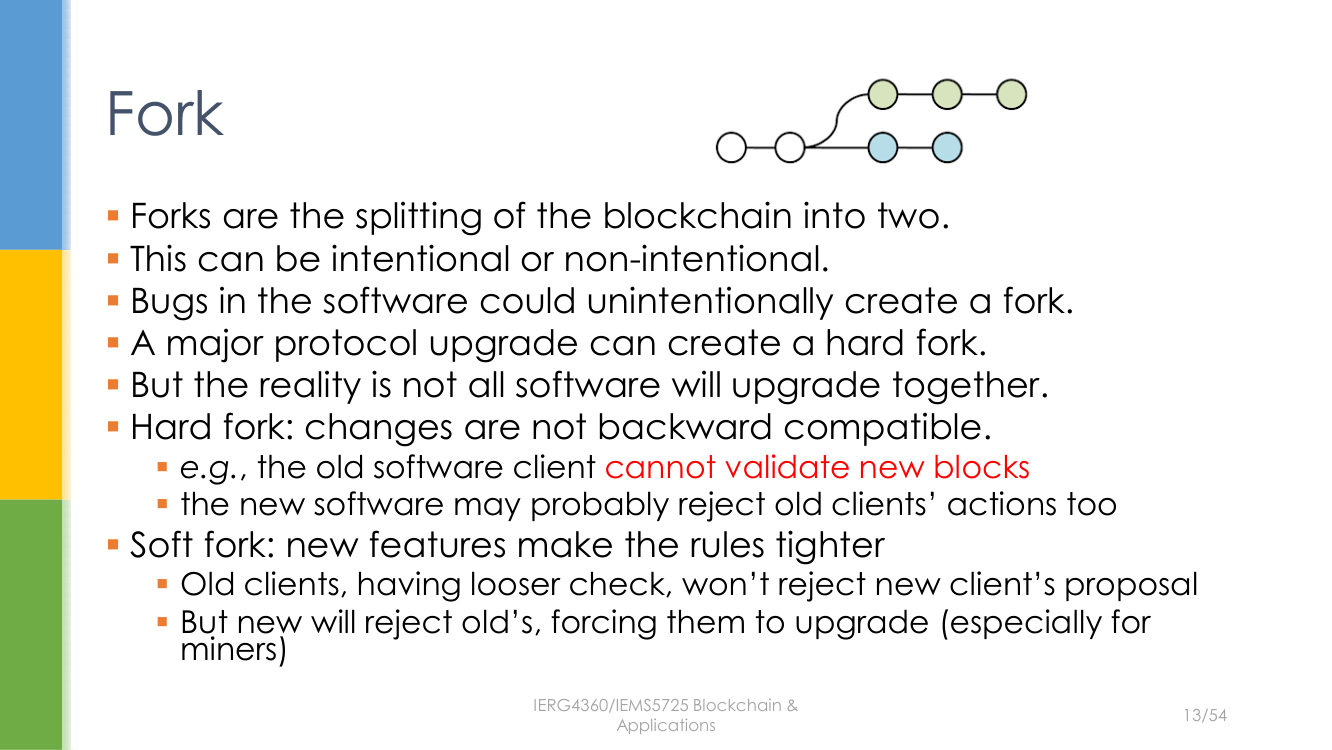 Fork
Forks are the splitting of the blockchain into two.
This can be intentional or non-intentional.
Bugs in the software could unintentionally create a fork.
A major protocol upgrade can create a hard fork.
But the reality is not all software will upgrade together.
Hard fork: changes are not backward compatible.
e.g., the old software client cannot validate new blocks
the new software may probably reject old clients’ actions too
Soft fork: new features make the rules tighter
Old clients, having looser check, won’t reject new client’s proposal
But new will reject old’s, forcing them to upgrade (especially for
miners)
IERG4360/IEMS5725 Blockchain &
Applications
13/54